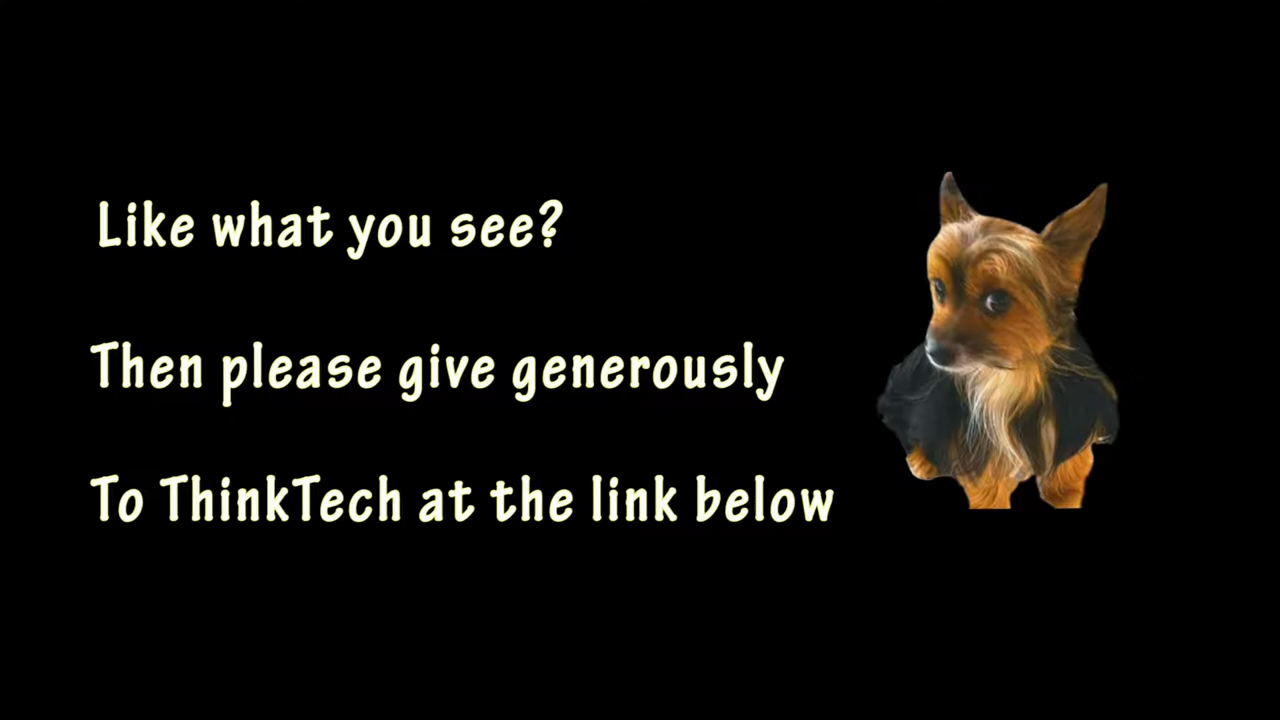 Like what you see?
Then please give generously
To ThinkTech at the link below